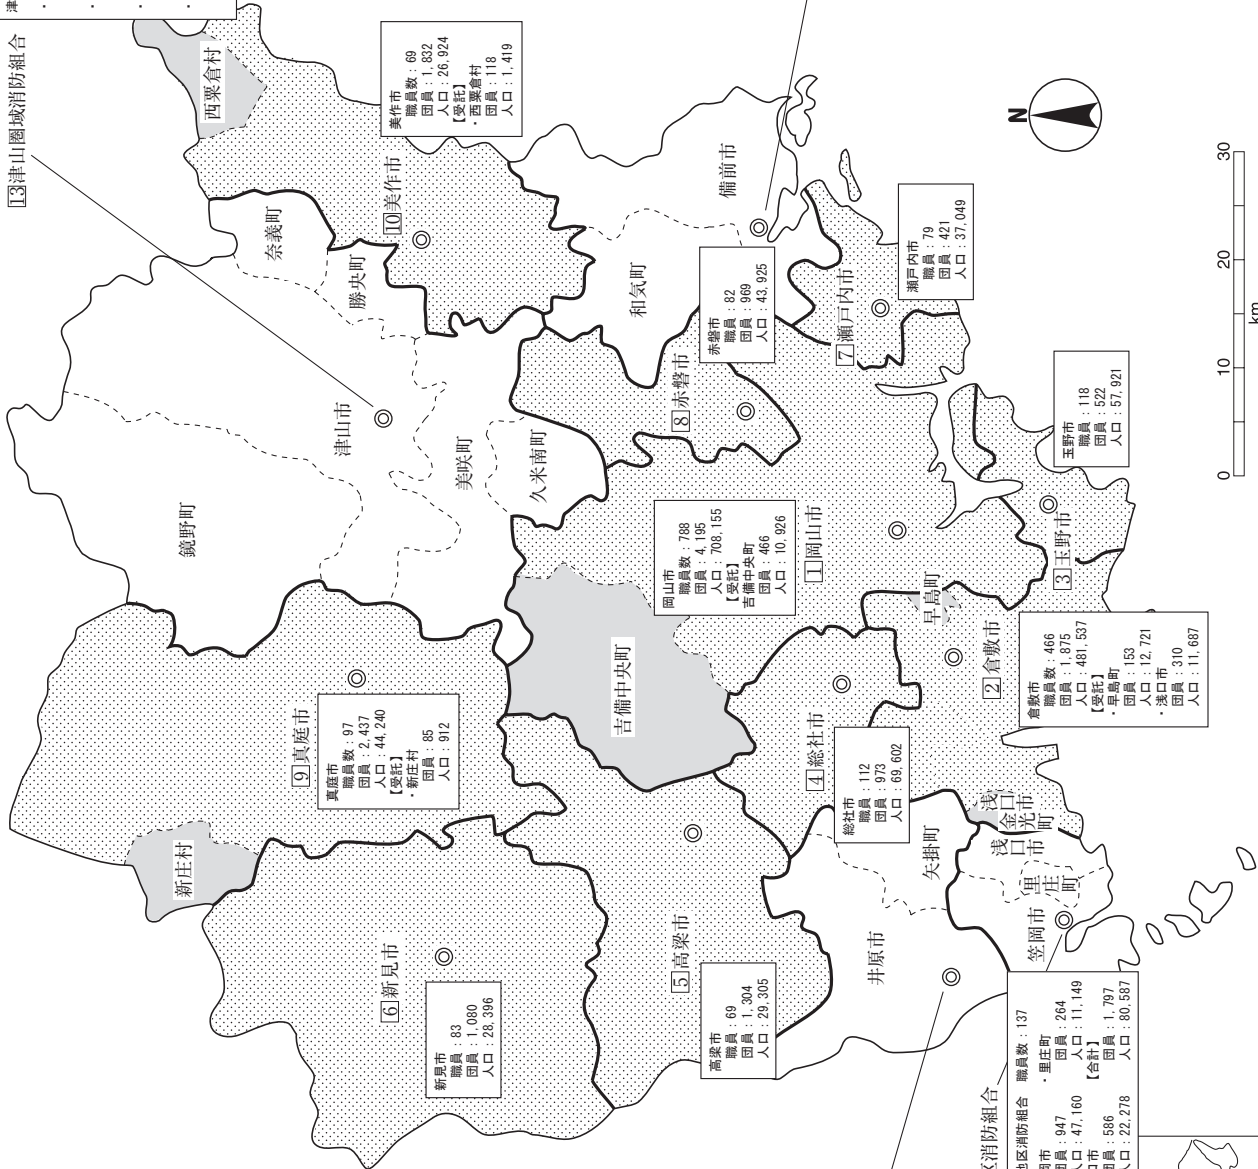 13津山圏域消防組合
西粟倉村
美作市
職員数：69
団員：1,832
人口：26,924
【受託】
・西粟倉村
団員：118
人口：1,419
10美作市
奈義町
勝央町
備前市
和気町
瀬戸内市
職員：79
団員：421
人口：37,049
7瀬戸内市
赤磐市
職員：82
団員：969
人口：43,925
8赤磐市
津山市
美咲町
久米南町
鏡野町
玉野市
職員：118
団員：522
人口：57,921
3玉野市
岡山市
職員数：788
団員：4,195
人口：708,155
【受託】
吉備中央町
団員：466
人口：10,926
1岡山市
早島町
吉備中央町
2倉敷市
倉敷市
職員数：466
団員：1,875
人口：481,537
【受託】
・早島町
団員：153
人口：12,721
・浅口市
団員：310
人口：11,687
9真庭市
真庭市
職員数：97
団員：2,437
人口：44,240
【受託】
・新庄村
団員：85
人口：912
新庄村
4総社市
総社市
職員：112
団員：973
人口：69,602
浅口市
金光町
浅口市
里庄町
矢掛町
笠岡市
井原市
5高梁市
高梁市
職員：69
団員：1,304
人口：29,305
6新見市
新見市
職員：83
団員：1,080
人口：28,396
区消防組合
地区消防組合 職員数：137
岡市
団員：947
人口：47,160
口市
団員：586
人口：22,278
・里庄町
団員：264
人口：11,149
【合計】
団員：1,797
人口：80,587
N
0 10 20 30
km
津